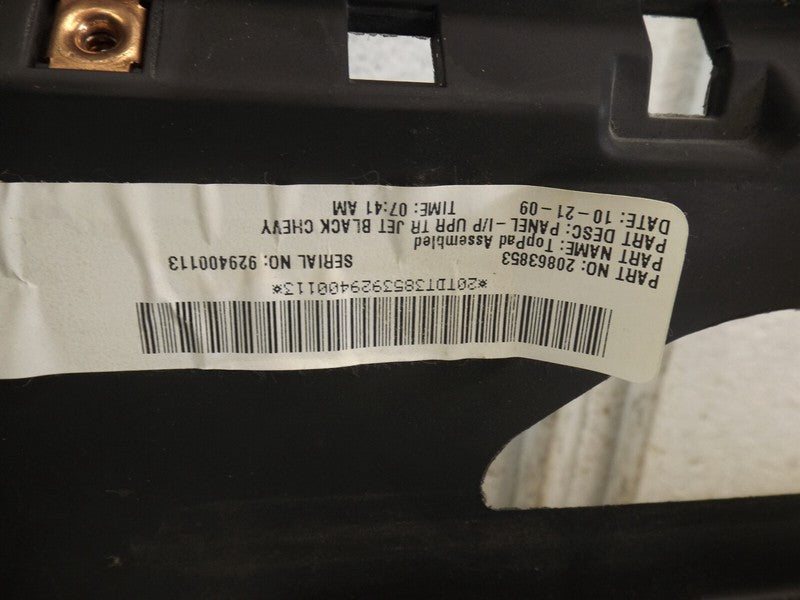 PART NO: 20863853 SERIAL NO: 929400113
PART NAME: TopPad Assembled
PART DESC: PANEL-I/P UPR TR JET BLACK CHEVY
DATE: 10-21-09 TIME: 07:41 AM
*20TDT3853929400113*